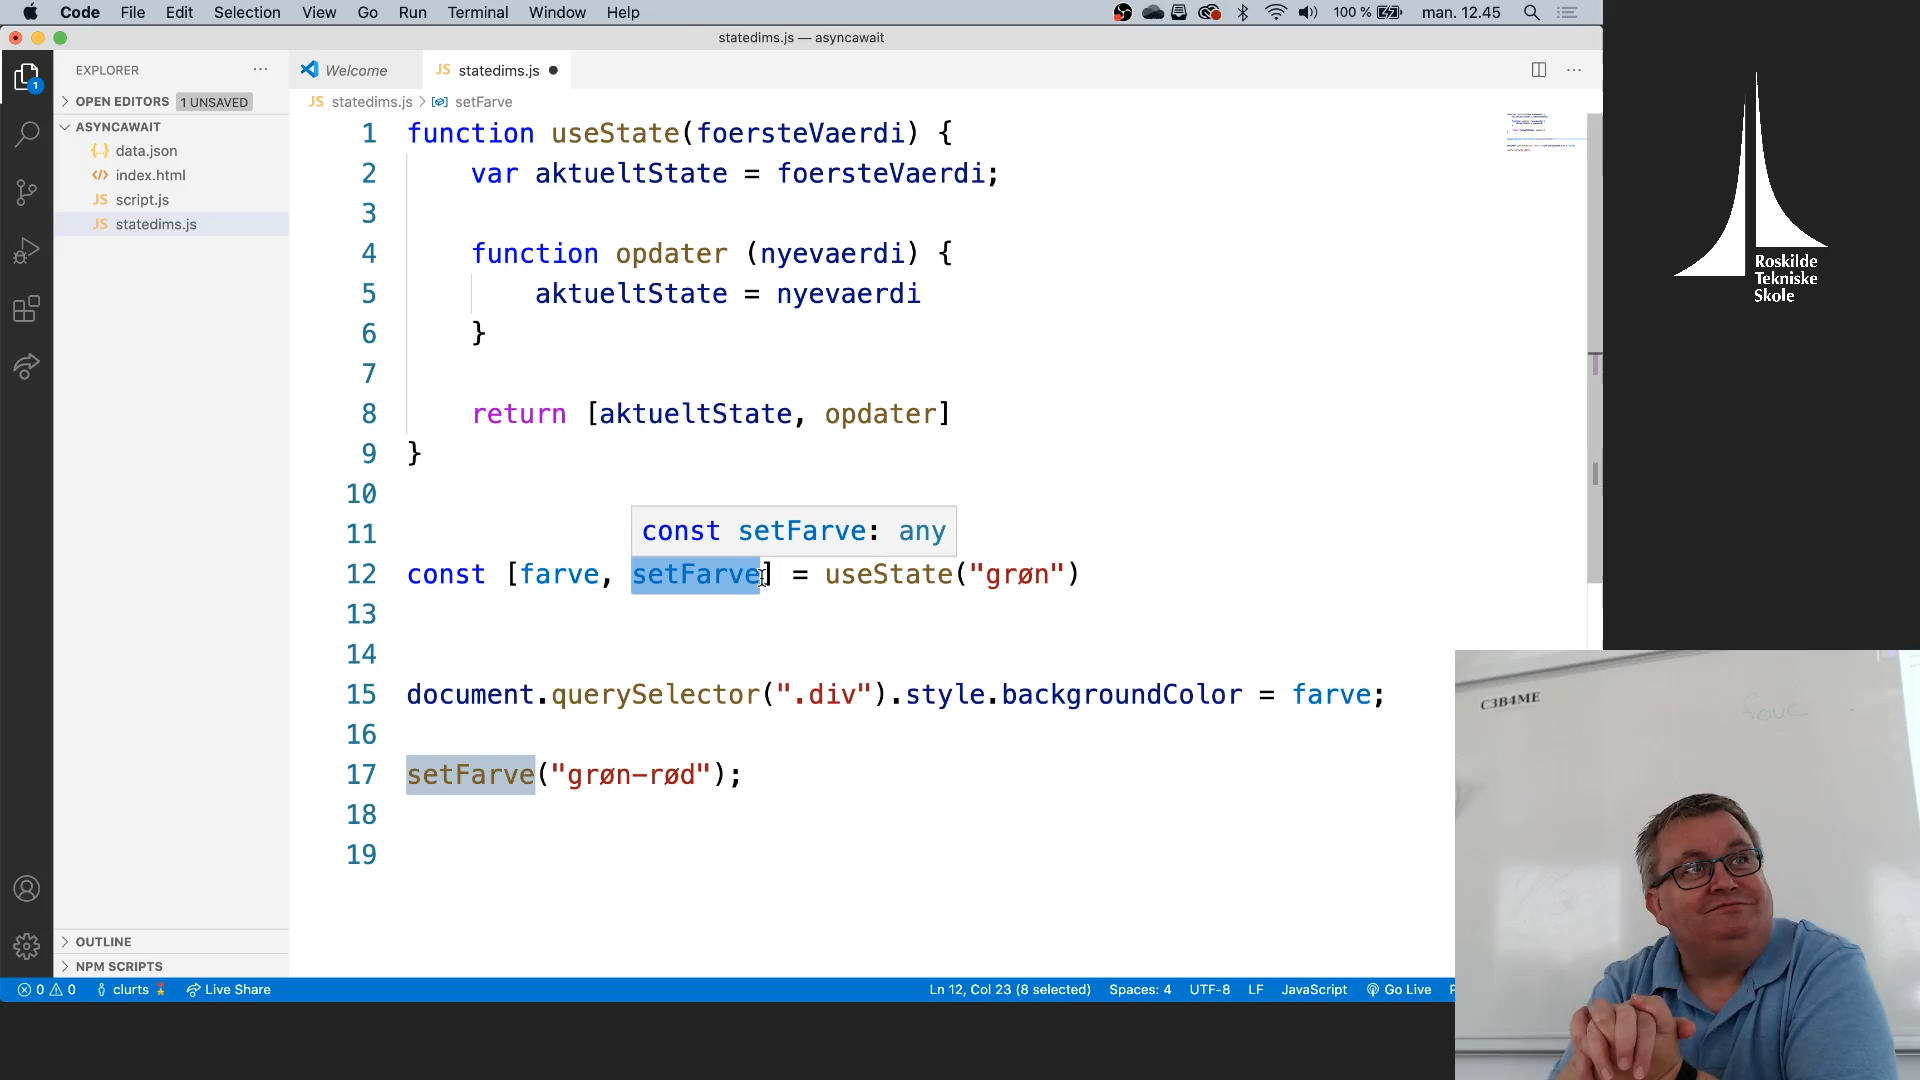 Code File Edit Selection View Go Run Terminal Window Help 100 % man. 12.45
statedims.js — asyncawait
EXPLORER
Welcome
JS statedims.js
OPEN EDITORS 1 UNSAVED
JS statedims.js > setFarve
ASYNCAWAIT
{} data.json
<> index.html
JS script.js
JS statedims.js
1
1 function useState(foersteVaerdi) {
2 var aktueltState = foersteVaerdi;
3
4 function opdater (nyevaerdi) {
5 aktueltState = nyevaerdi
6 }
7
8 return [aktueltState, opdater]
9 }
10
11
const setFarve: any
12 const [farve, setFarve] = useState("grøn")
13
14
15 document.querySelector(".div").style.backgroundColor = farve;
16
17 setFarve("grøn-rød");
18
19
OUTLINE
NPM SCRIPTS
0 0 clurts Live Share Ln 12, Col 23 (8 selected) Spaces: 4 UTF-8 LF JavaScript Go Live
Roskilde
Tekniske
Skole
C3B4ME